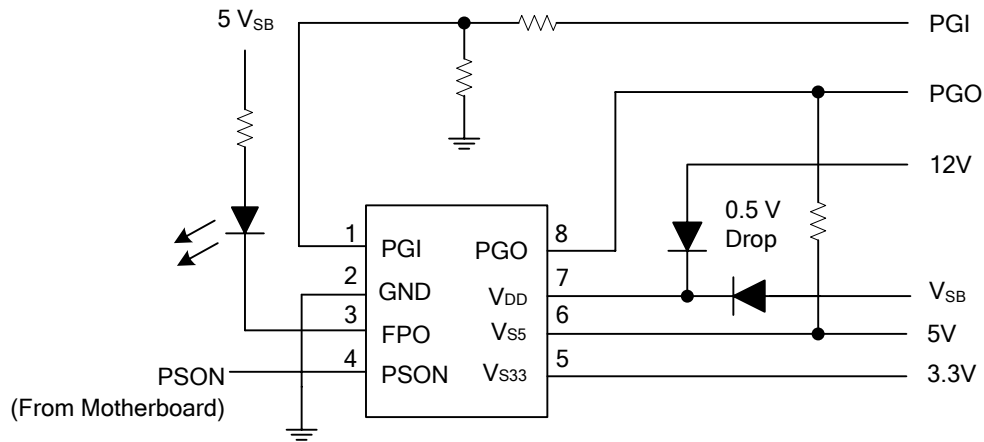 5 VSB
PGI
PGO
12V
0.5 V
Drop
1
PGI
PGO
8
2
GND
VDD
7
VSB
3
FPO
VS5
6
5V
4
PSON
VS33
5
3.3V
PSON
(From Motherboard)